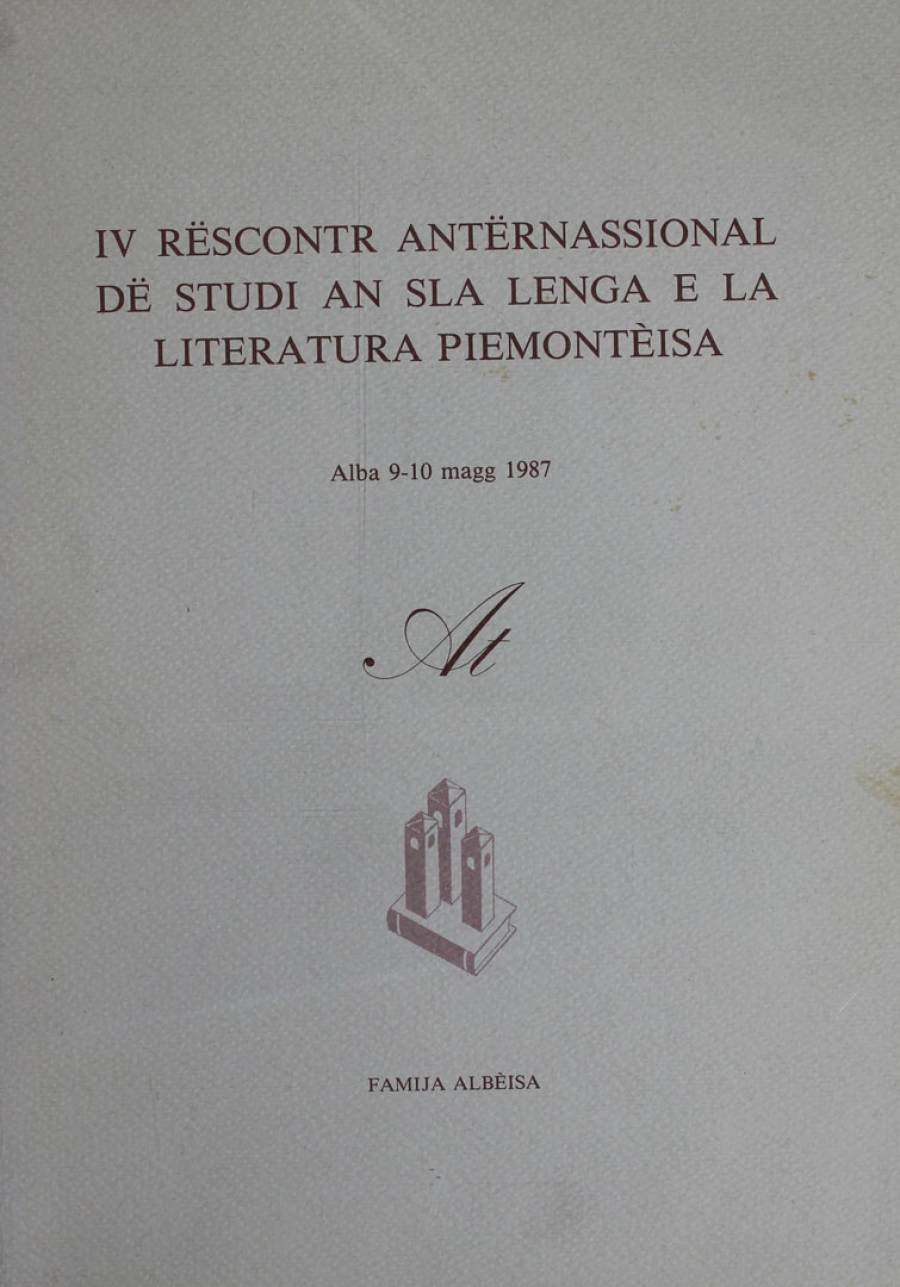 IV RËSCONTR ANTËRNASSIONAL
DË STUDI AN SLA LENGA E LA
LITERATURA PIEMONTÈISA
Alba 9-10 magg 1987
At
FAMIJA ALBÈISA